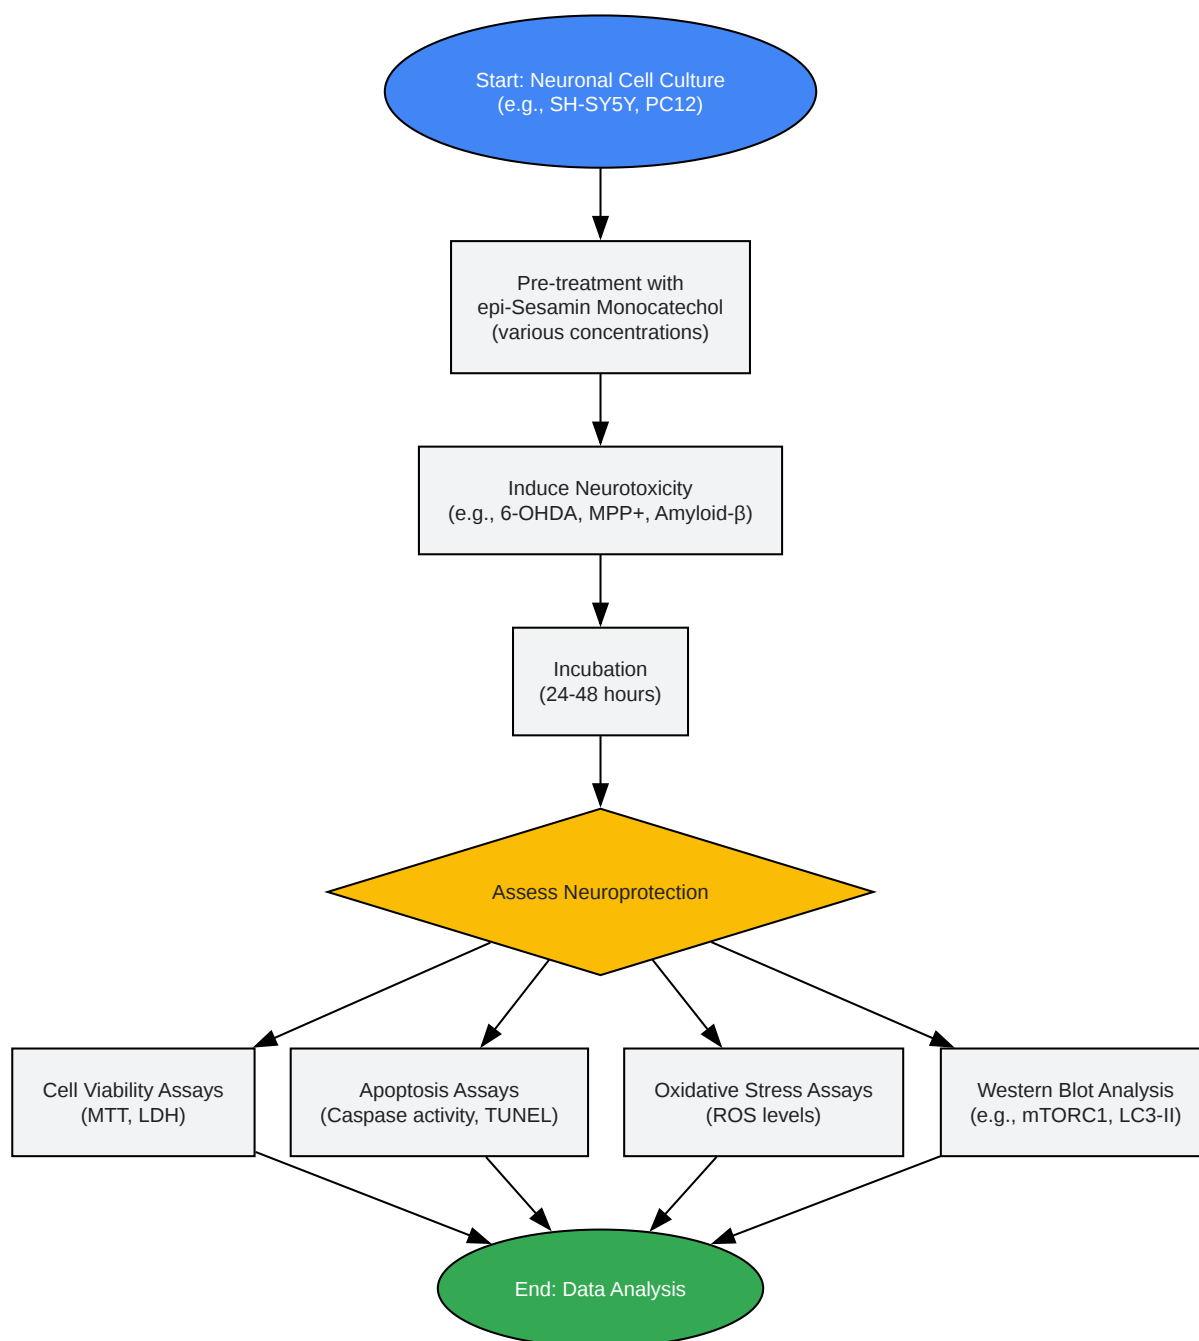 Start: Neuronal Cell Culture
(e.g., SH-SY5Y, PC12)
Pre-treatment with
epi-Sesamin Monocatechol
(various concentrations)
Induce Neurotoxicity
(e.g., 6-OHDA, MPP+, Amyloid-β)
Incubation
(24-48 hours)
Assess Neuroprotection
Cell Viability Assays
(MTT, LDH)
Apoptosis Assays
(Caspase activity, TUNEL)
Oxidative Stress Assays
(ROS levels)
Western Blot Analysis
(e.g., mTORC1, LC3-II)
End: Data Analysis